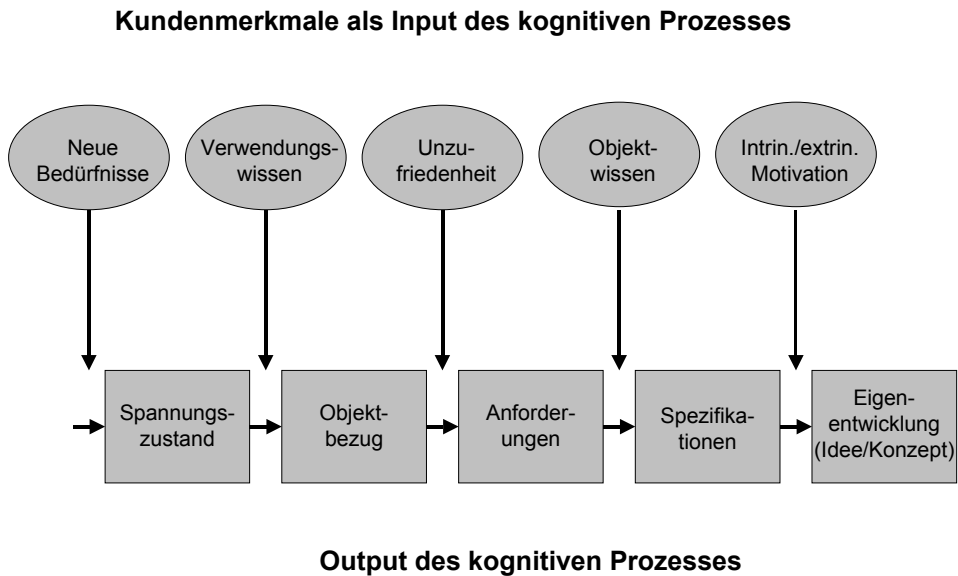 Kundenmerkmale als Input des kognitiven Prozesses
Neue
Bedürfnisse
Verwendungs-
wissen
Unzu-
friedenheit
Objekt-
wissen
Intrin./extrin.
Motivation
Spannungs-
zustand
Objekt-
bezug
Anforder-
ungen
Spezifika-
tionen
Eigen-
entwicklung
(Idee/Konzept)
Output des kognitiven Prozesses